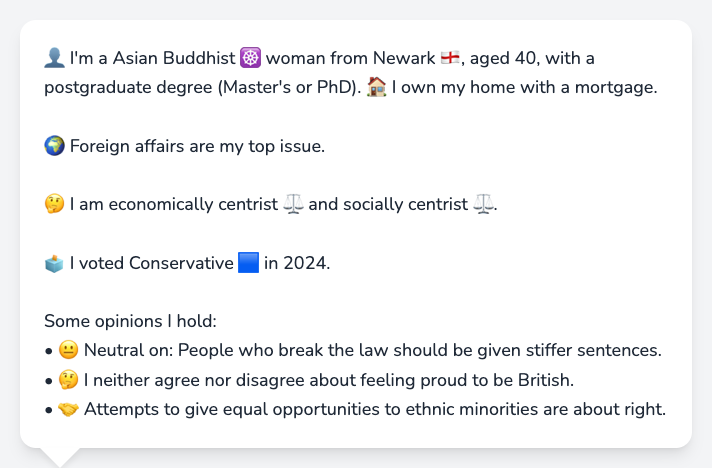 👤 I'm a Asian Buddhist ☸️ woman from Newark 🏴󠁧󠁢󠁥󠁮󠁧󠁿, aged 40, with a
postgraduate degree (Master's or PhD). 🏠 I own my home with a mortgage.
🌍 Foreign affairs are my top issue.
🤔 I am economically centrist ⚖️ and socially centrist ⚖️.
🗳️ I voted Conservative 🟦 in 2024.
Some opinions I hold:
• 😐 Neutral on: People who break the law should be given stiffer sentences.
• 🤔 I neither agree nor disagree about feeling proud to be British.
• 🤝 Attempts to give equal opportunities to ethnic minorities are about right.